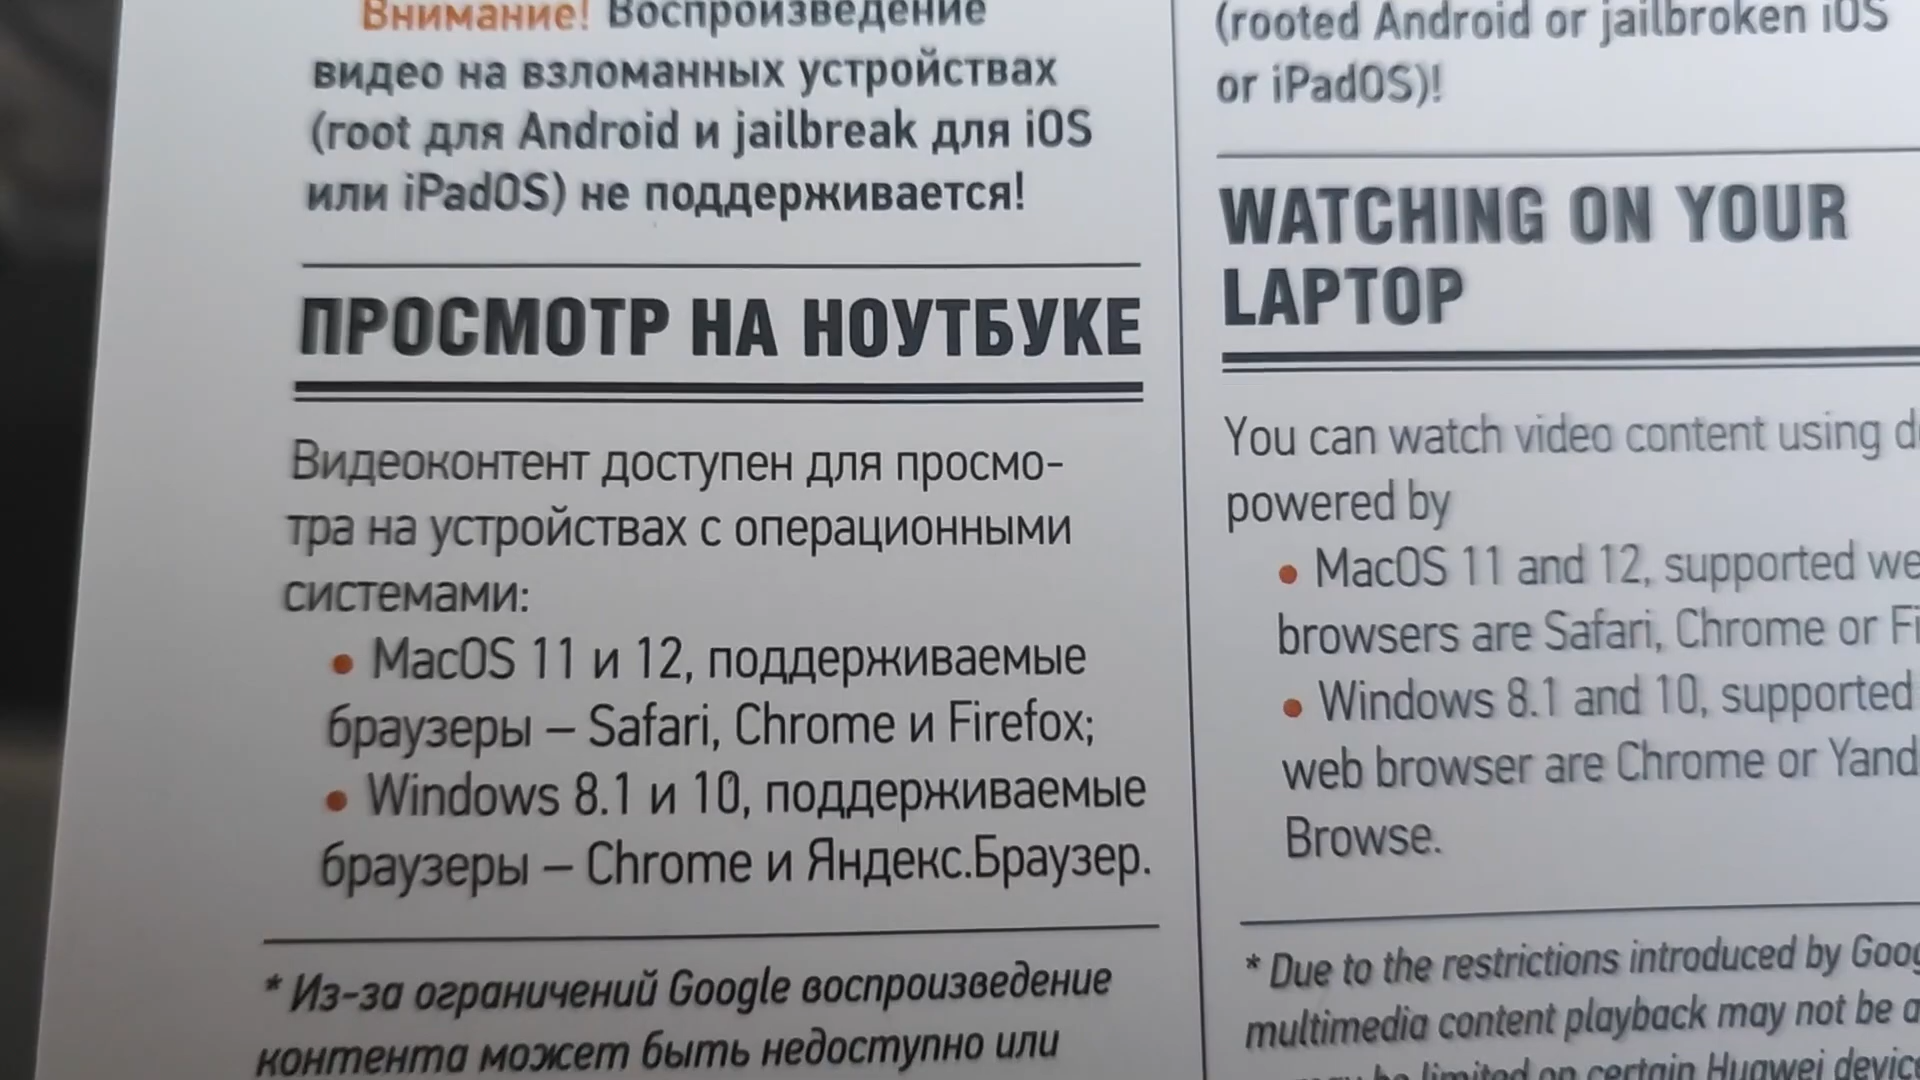 Внимание! Воспроизведение
видео на взломанных устройствах
(root для Android и jailbreak для iOS
или iPadOS) не поддерживается!
ПРОСМОТР НА НОУТБУКЕ
Видеоконтент доступен для просмо-
тра на устройствах с операционными
системами:
• MacOS 11 и 12, поддерживаемые
браузеры – Safari, Chrome и Firefox;
• Windows 8.1 и 10, поддерживаемые
браузеры – Chrome и Яндекс.Браузер.
* Из-за ограничений Google воспроизведение
контента может быть недоступно или
(rooted Android or jailbroken iOS
or iPadOS)!
WATCHING ON YOUR
LAPTOP
You can watch video content using
powered by
• MacOS 11 and 12, supported
browsers are Safari, Chrome or
• Windows 8.1 and 10, supported
web browser are Chrome or
Browse.
* Due to the restrictions introduced by
multimedia content playback may not be
be limited on certain Huawei